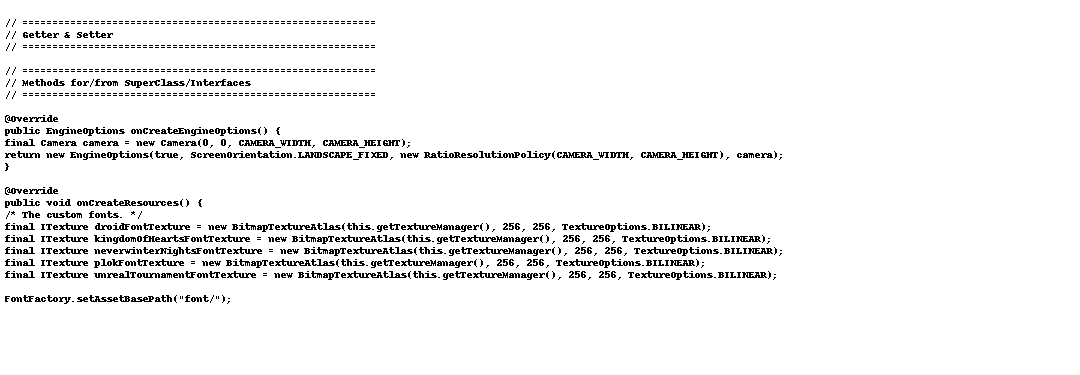 // ===========================================================
// Getter & Setter
// ===========================================================
// ===========================================================
// Methods for/from SuperClass/Interfaces
// ===========================================================
@Override
public EngineOptions onCreateEngineOptions() {
final Camera camera = new Camera(0, 0, CAMERA_WIDTH, CAMERA_HEIGHT);
return new EngineOptions(true, ScreenOrientation.LANDSCAPE_FIXED, new RatioResolutionPolicy(CAMERA_WIDTH, CAMERA_HEIGHT), camera);
}
@Override
public void onCreateResources() {
/* The custom fonts. */
final ITexture droidFontTexture = new BitmapTextureAtlas(this.getTextureManager(), 256, 256, TextureOptions.BILINEAR);
final ITexture kingdomOfHeartsFontTexture = new BitmapTextureAtlas(this.getTextureManager(), 256, 256, TextureOptions.BILINEAR);
final ITexture neverwinterNightsFontTexture = new BitmapTextureAtlas(this.getTextureManager(), 256, 256, TextureOptions.BILINEAR);
final ITexture plokFontTexture = new BitmapTextureAtlas(this.getTextureManager(), 256, 256, TextureOptions.BILINEAR);
final ITexture unrealTournamentFontTexture = new BitmapTextureAtlas(this.getTextureManager(), 256, 256, TextureOptions.BILINEAR);
FontFactory.setAssetBasePath("font/");